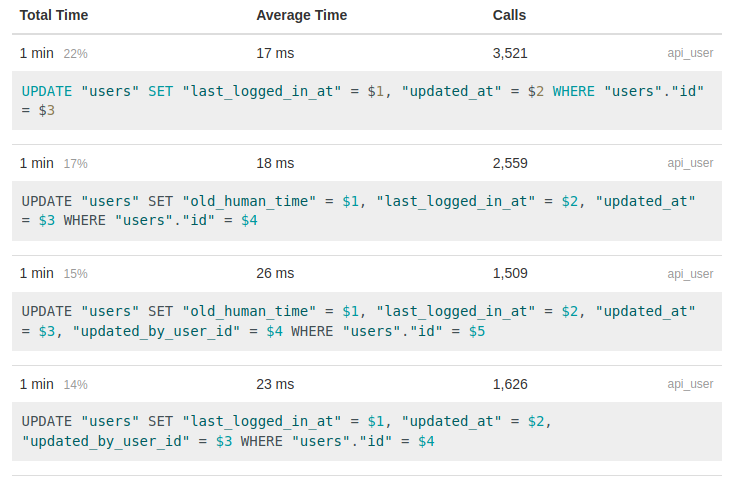 Total Time Average Time Calls
1 min 22% 17 ms 3,521 api_user
UPDATE "users" SET "last_logged_in_at" = $1, "updated_at" = $2 WHERE "users"."id"
= $3
1 min 17% 18 ms 2,559 api_user
UPDATE "users" SET "old_human_time" = $1, "last_logged_in_at" = $2, "updated_at"
= $3 WHERE "users"."id" = $4
1 min 15% 26 ms 1,509 api_user
UPDATE "users" SET "old_human_time" = $1, "last_logged_in_at" = $2, "updated_at"
= $3, "updated_by_user_id" = $4 WHERE "users"."id" = $5
1 min 14% 23 ms 1,626 api_user
UPDATE "users" SET "last_logged_in_at" = $1, "updated_at" = $2,
"updated_by_user_id" = $3 WHERE "users"."id" = $4